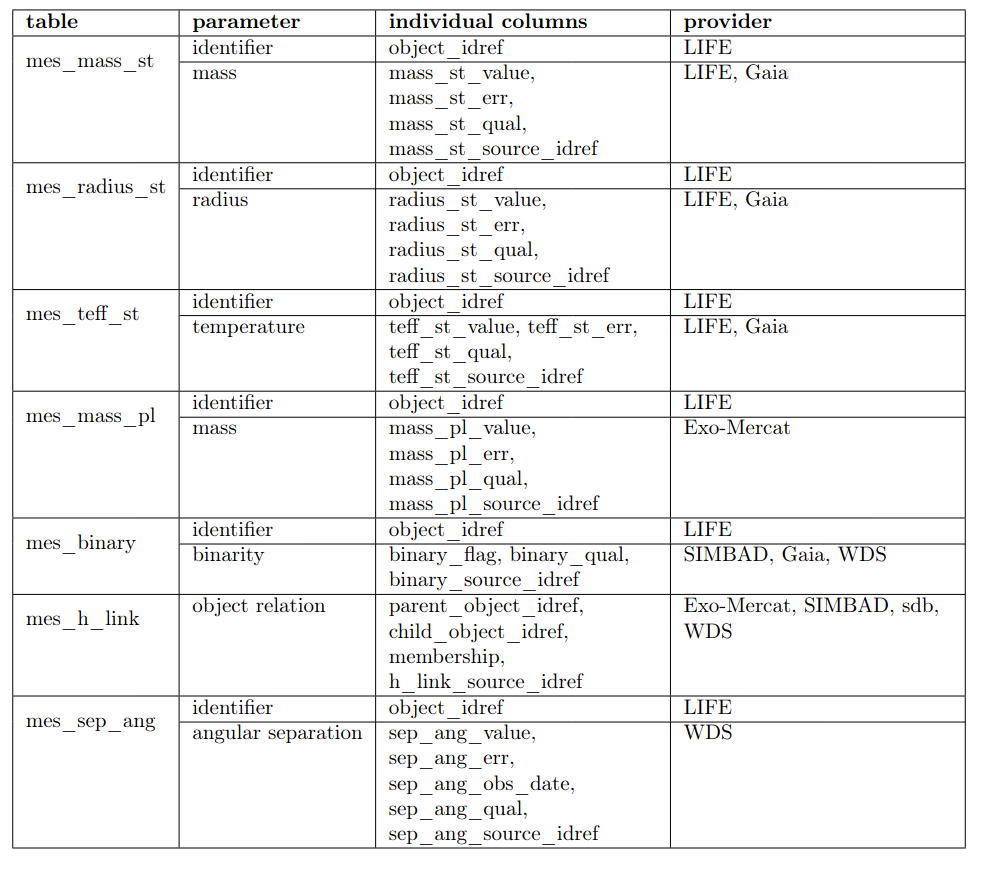 table parameter individual columns provider
mes_mass_st identifier object_idref LIFE
mass mass_st_value, LIFE, Gaia
mass_st_err,
mass_st_qual,
mass_st_source_idref
mes_radius_st identifier object_idref LIFE
radius radius_st_value, LIFE, Gaia
radius_st_err,
radius_st_qual,
radius_st_source_idref
mes_teff_st identifier object_idref LIFE
temperature teff_st_value, teff_st_err, LIFE, Gaia
teff_st_qual,
teff_st_source_idref
mes_mass_pl identifier object_idref LIFE
mass mass_pl_value, Exo-Mercat
mass_pl_err,
mass_pl_qual,
mass_pl_source_idref
mes_binary identifier object_idref LIFE
binarity binary_flag, binary_qual, SIMBAD, Gaia, WDS
binary_source_idref
mes_h_link object relation parent_object_idref, Exo-Mercat, SIMBAD, sdb,
child_object_idref, WDS
membership,
h_link_source_idref
mes_sep_ang identifier object_idref LIFE
angular separation sep_ang_value, WDS
sep_ang_err,
sep_ang_obs_date,
sep_ang_qual,
sep_ang_source_idref